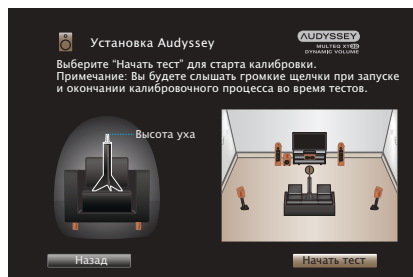 Установка Audyssey
AUDYSSEY
MULTEQ XT32
DYNAMIC VOLUME
Выберите “Начать тест” для старта калибровки.
Примечание: Вы будете слышать громкие щелчки при запуске
и окончании калибровочного процесса во время тестов.
Высота уха
Назад
Начать тест